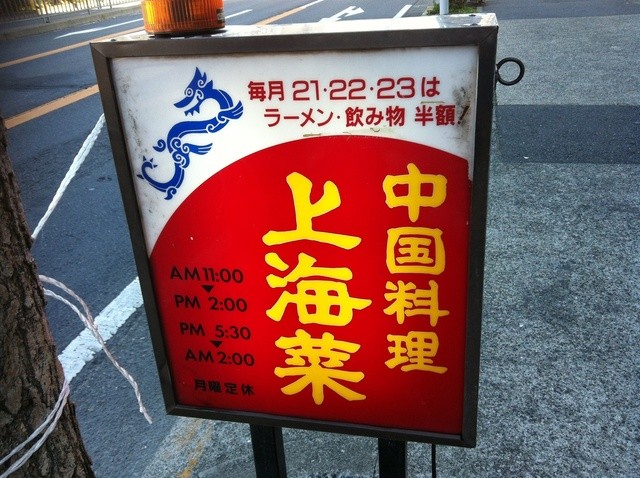 毎月21・22・23は
ラーメン・飲み物 半額!
中国料理
上海菜
AM 11:00
▼
PM 2:00
PM 5:30
▼
AM 2:00
月曜定休